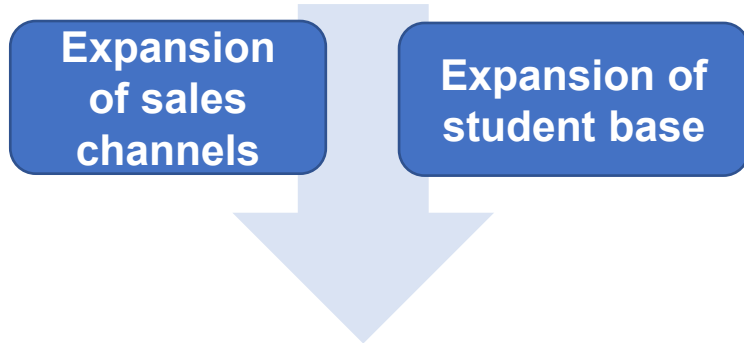 Expansion
of sales
channels
Expansion of
student base